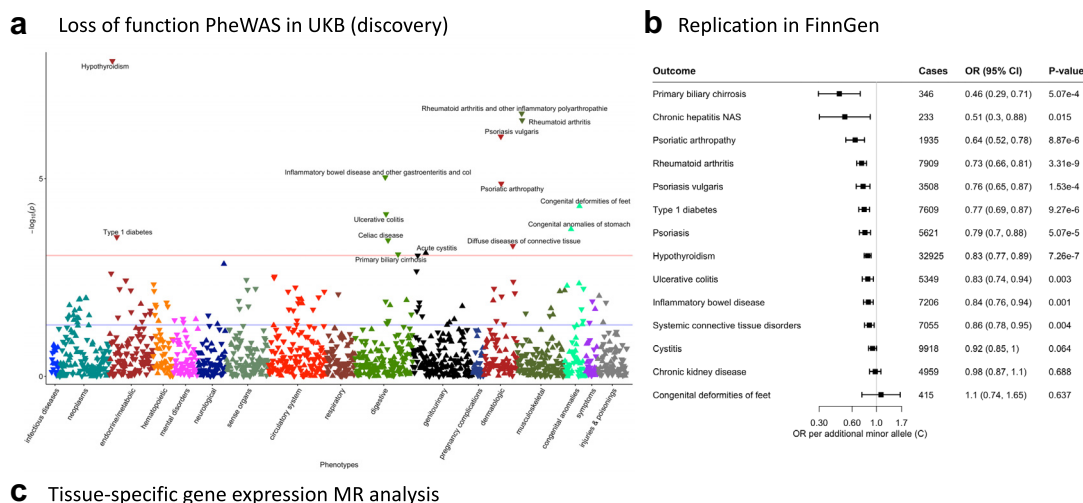 a Loss of function PheWAS in UKB (discovery)
Hypothyroidism
Rheumatoid arthritis and other inflammatory polyarthropathie
Rheumatoid arthritis
Psoriasis vulgaris
Inflammatory bowel disease and other gastroenteritis and col
Psoriatic arthropathy
Congenital deformities of feet
Ulcerative colitis
Congenital anomalies of stomach
Type 1 diabetes
Celiac disease
Diffuse diseases of connective tissue
Acute cystitis
Primary biliary cirrhosis
5
0
−log10(p)
infectious diseases
neoplasms
endocrine/metabolic
hematopoietic
mental disorders
neurological
sense organs
circulatory system
respiratory
digestive
genitourinary
pregnancy complications
dermatologic
musculoskeletal
congenital anomalies
symptoms
injuries & poisonings
Phenotypes
b Replication in FinnGen
Outcome Cases OR (95% CI) P-value
Primary biliary chirrosis 346 0.46 (0.29, 0.71) 5.07e-4
Chronic hepatitis NAS 233 0.51 (0.3, 0.88) 0.015
Psoriatic arthropathy 1935 0.64 (0.52, 0.78) 8.87e-6
Rheumatoid arthritis 7909 0.73 (0.66, 0.81) 3.31e-9
Psoriasis vulgaris 3508 0.76 (0.65, 0.87) 1.53e-4
Type 1 diabetes 7609 0.77 (0.69, 0.87) 9.27e-6
Psoriasis 5621 0.79 (0.7, 0.88) 5.07e-5
Hypothyroidism 32925 0.83 (0.77, 0.89) 7.26e-7
Ulcerative colitis 5349 0.83 (0.74, 0.94) 0.003
Inflammatory bowel disease 7206 0.84 (0.76, 0.94) 0.001
Systemic connective tissue disorders 7055 0.86 (0.78, 0.95) 0.004
Cystitis 9918 0.92 (0.85, 1) 0.064
Chronic kidney disease 4959 0.98 (0.87, 1.1) 0.688
Congenital deformities of feet 415 1.1 (0.74, 1.65) 0.637
0.30 0.60 1.0 1.7
OR per additional minor allele (C)
c Tissue-specific gene expression MR analysis